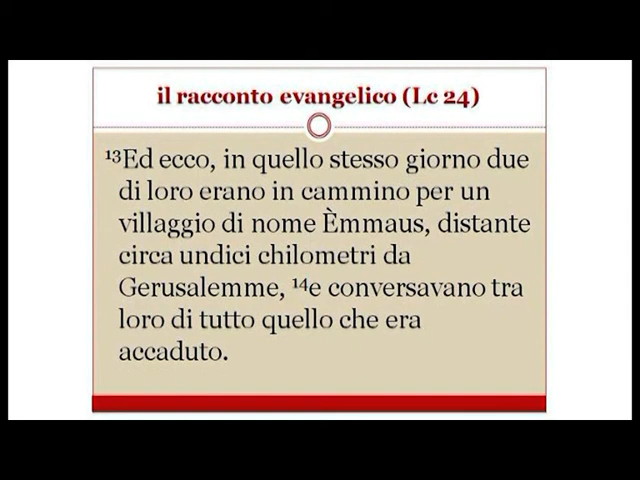 il racconto evangelico (Lc 24)
¹³Ed ecco, in quello stesso giorno due
di loro erano in cammino per un
villaggio di nome Èmmaus, distante
circa undici chilometri da
Gerusalemme, ¹⁴e conversavano tra
loro di tutto quello che era
accaduto.